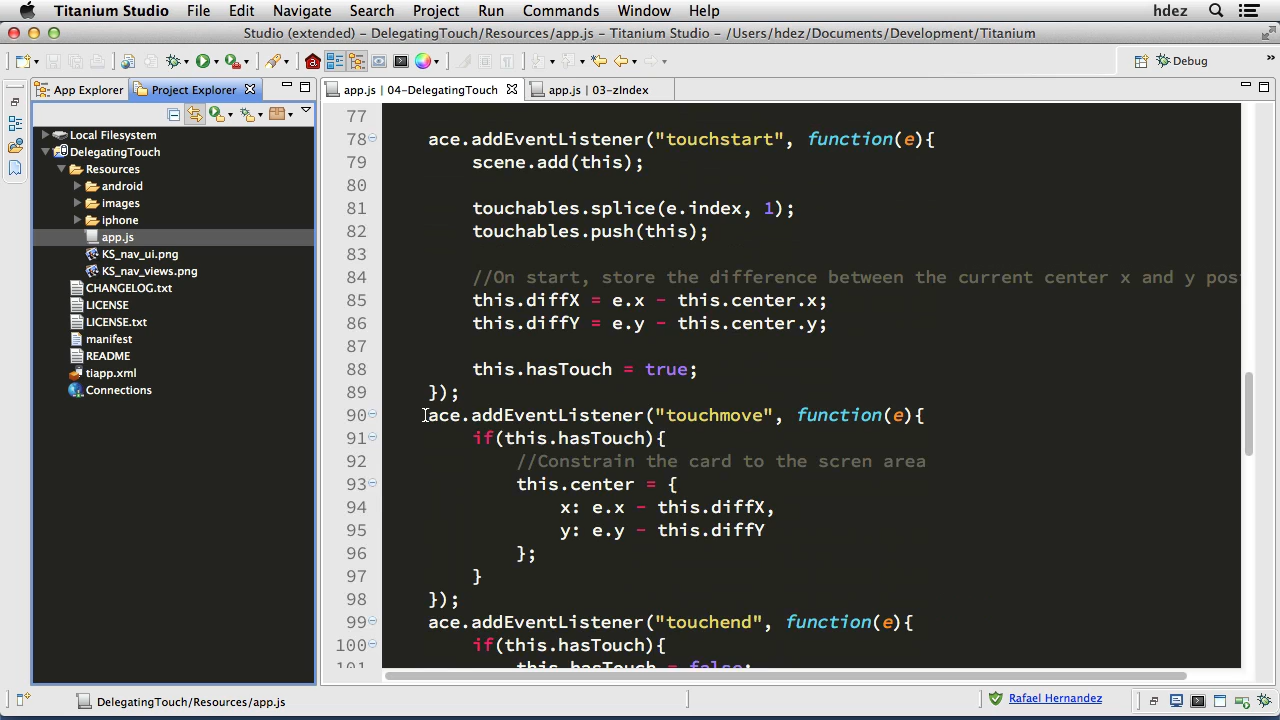 Titanium Studio File Edit Navigate Search Project Run Commands Window Help hdez
Studio (extended) – DelegatingTouch/Resources/app.js – Titanium Studio – /Users/hdez/Documents/Development/Titanium
Debug
App Explorer Project Explorer
app.js | 04-DelegatingTouch app.js | 03-zIndex
Local Filesystem
DelegatingTouch
Resources
android
images
iphone
app.js
KS_nav_ui.png
KS_nav_views.png
CHANGELOG.txt
LICENSE
LICENSE.txt
manifest
README
tiapp.xml
Connections
77
78 ace.addEventListener("touchstart", function(e){
79 scene.add(this);
80
81 touchables.splice(e.index, 1);
82 touchables.push(this);
83
84 //On start, store the difference between the current center x and y pos
85 this.diffX = e.x - this.center.x;
86 this.diffY = e.y - this.center.y;
87
88 this.hasTouch = true;
89 });
90 ace.addEventListener("touchmove", function(e){
91 if(this.hasTouch){
92 //Constrain the card to the scren area
93 this.center = {
94 x: e.x - this.diffX,
95 y: e.y - this.diffY
96 };
97 }
98 });
99 ace.addEventListener("touchend", function(e){
100 if(this.hasTouch){
101 this.hasTouch = false;
DelegatingTouch/Resources/app.js
Rafael Hernandez